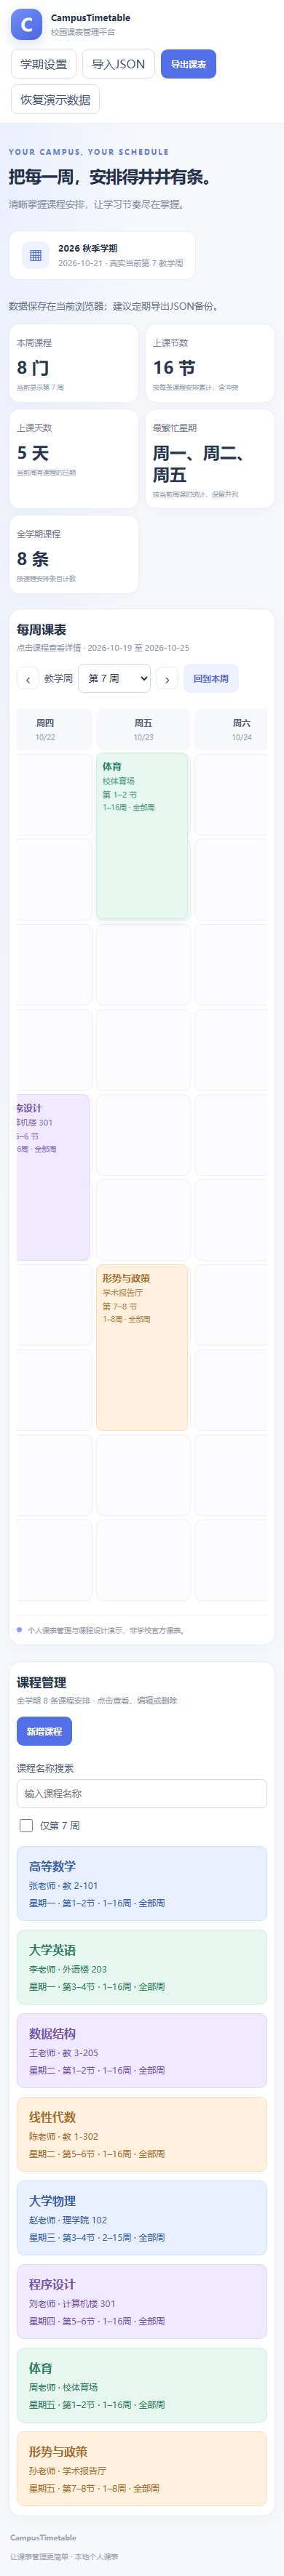 C
CampusTimetable
校园课表管理平台
学期设置
导入JSON
导出课表
恢复演示数据
YOUR CAMPUS, YOUR SCHEDULE
把每一周，安排得井井有条。
清晰掌握课程安排，让学习节奏尽在掌握。
2026 秋季学期
2026-10-21 · 真实当前第 7 教学周
数据保存在当前浏览器；建议定期导出JSON备份。
本周课程
8 门
当前显示第 7 周
上课节数
16 节
按每条课程安排累计，含冲突
上课天数
5 天
当前周有课程的日期
最繁忙星期
周一、周二、
周五
按当前周课时统计，保留并列
全学期课程
8 条
按课程安排条目计数
每周课表
点击课程查看详情 · 2026-10-19 至 2026-10-25
‹
教学周
第 7 周
›
回到本周
周四
10/22
周五
10/23
周六
10/24
体育
校体育场
第 1–2 节
1–16周 · 全部周
序设计
算机楼 301
5–6 节
6周 · 全部周
形势与政策
学术报告厅
第 7–8 节
1–8周 · 全部周
个人课表管理与课程设计演示，非学校官方课表。
课程管理
全学期 8 条课程安排 · 点击查看、编辑或删除
新增课程
课程名称搜索
输入课程名称
仅第 7 周
高等数学
张老师 · 教 2-101
星期一 · 第1–2节 · 1–16周 · 全部周
大学英语
李老师 · 外语楼 203
星期一 · 第3–4节 · 1–16周 · 全部周
数据结构
王老师 · 教 3-205
星期二 · 第1–2节 · 1–16周 · 全部周
线性代数
陈老师 · 教 1-302
星期二 · 第5–6节 · 1–16周 · 全部周
大学物理
赵老师 · 理学院 102
星期三 · 第3–4节 · 2–15周 · 全部周
程序设计
刘老师 · 计算机楼 301
星期四 · 第5–6节 · 1–16周 · 全部周
体育
周老师 · 校体育场
星期五 · 第1–2节 · 1–16周 · 全部周
形势与政策
孙老师 · 学术报告厅
星期五 · 第7–8节 · 1–8周 · 全部周
CampusTimetable
让课表管理更简单 · 本地个人课表